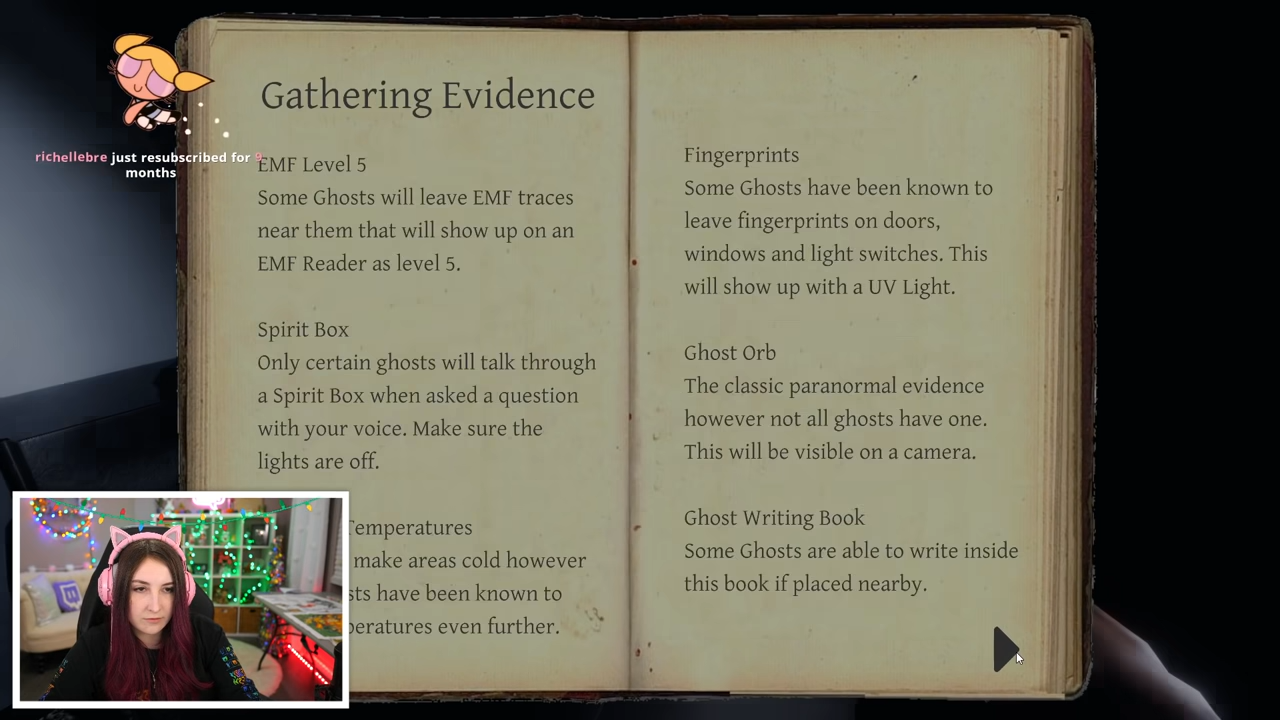 Gathering Evidence
richellebre just resubscribed for 9
months
EMF Level 5
Some Ghosts will leave EMF traces
near them that will show up on an
EMF Reader as level 5.
Spirit Box
Only certain ghosts will talk through
a Spirit Box when asked a question
with your voice. Make sure the
lights are off.
Temperatures
make areas cold however
sts have been known to
peratures even further.
Fingerprints
Some Ghosts have been known to
leave fingerprints on doors,
windows and light switches. This
will show up with a UV Light.
Ghost Orb
The classic paranormal evidence
however not all ghosts have one.
This will be visible on a camera.
Ghost Writing Book
Some Ghosts are able to write inside
this book if placed nearby.